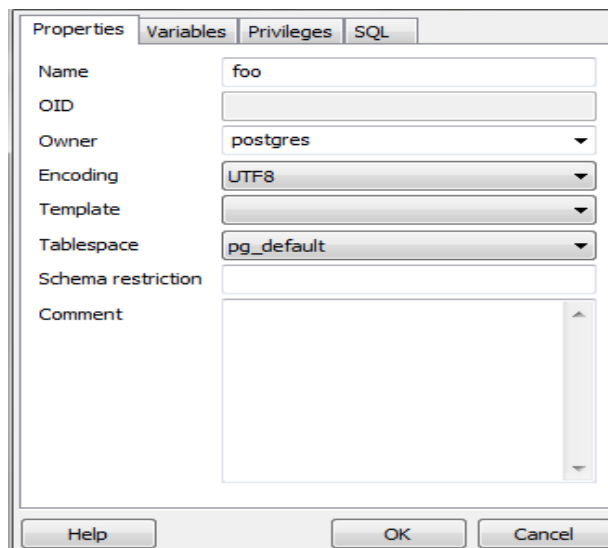 Properties Variables Privileges SQL
Name foo
OID
Owner postgres
Encoding UTF8
Template
Tablespace pg_default
Schema restriction
Comment
Help OK Cancel